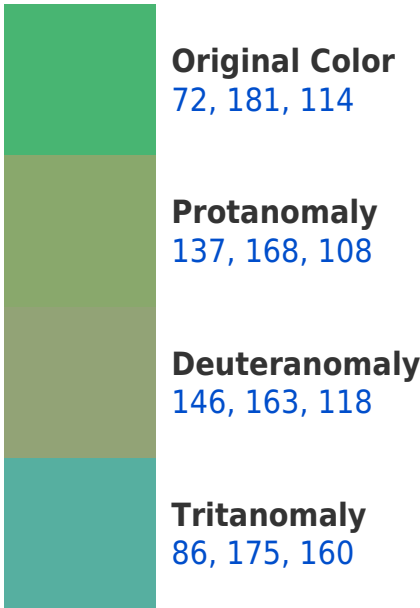 Original Color
72, 181, 114
Protanomaly
137, 168, 108
Deuteranomaly
146, 163, 118
Tritanomaly
86, 175, 160